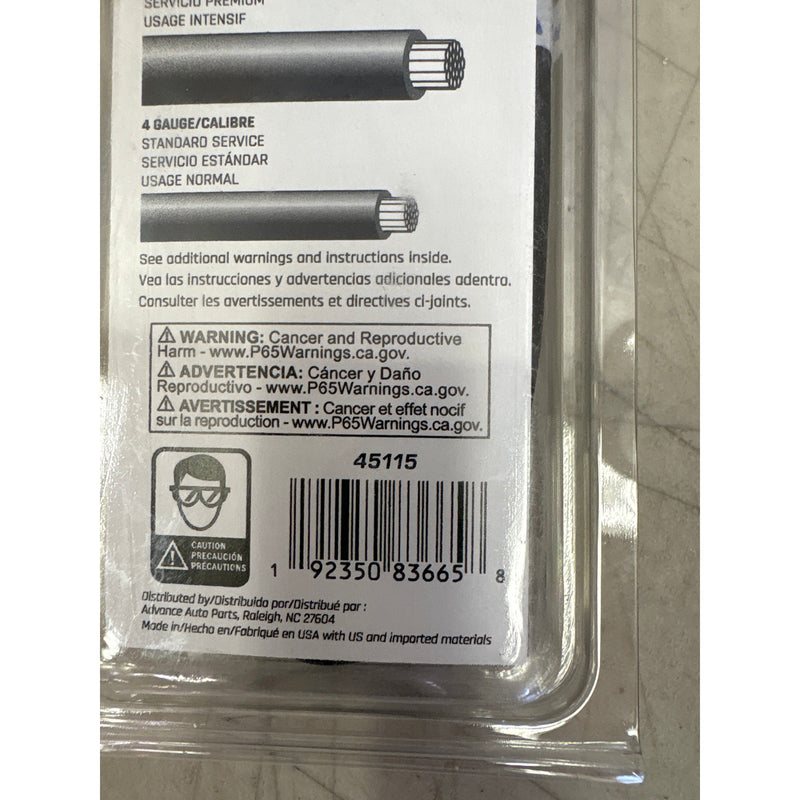 SERVICIO PREMIUM
USAGE INTENSIF
4 GAUGE/CALIBRE
STANDARD SERVICE
SERVICIO ESTÁNDAR
USAGE NORMAL
See additional warnings and instructions inside.
Vea las instrucciones y advertencias adicionales adentro.
Consulter les avertissements et directives ci-joints.
WARNING: Cancer and Reproductive
Harm - www.P65Warnings.ca.gov.
ADVERTENCIA: Cáncer y Daño
Reproductivo - www.P65Warnings.ca.gov.
AVERTISSEMENT : Cancer et effet nocif
sur la reproduction - www.P65Warnings.ca.gov.
45115
CAUTION
PRECAUCIÓN
PRÉCAUTIONS
1 92350 83665 8
Distributed by/Distribuido por/Distribué par :
Advance Auto Parts, Raleigh, NC 27604
Made in/Hecho en/Fabriqué en USA with US and imported materials